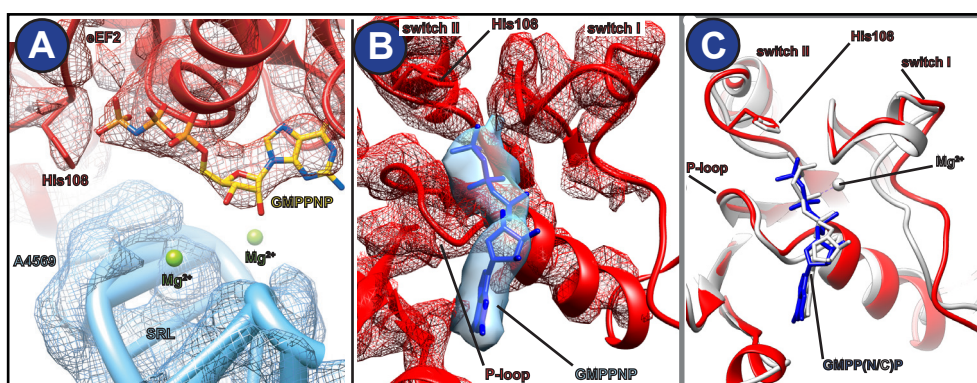 A
eEF2
His108
GMPPNP
A4569
Mg²⁺
Mg²⁺
SRL
B
switch II
His108
switch I
P-loop
GMPPNP
C
switch II
His108
switch I
P-loop
Mg²⁺
GMPP(N/C)P